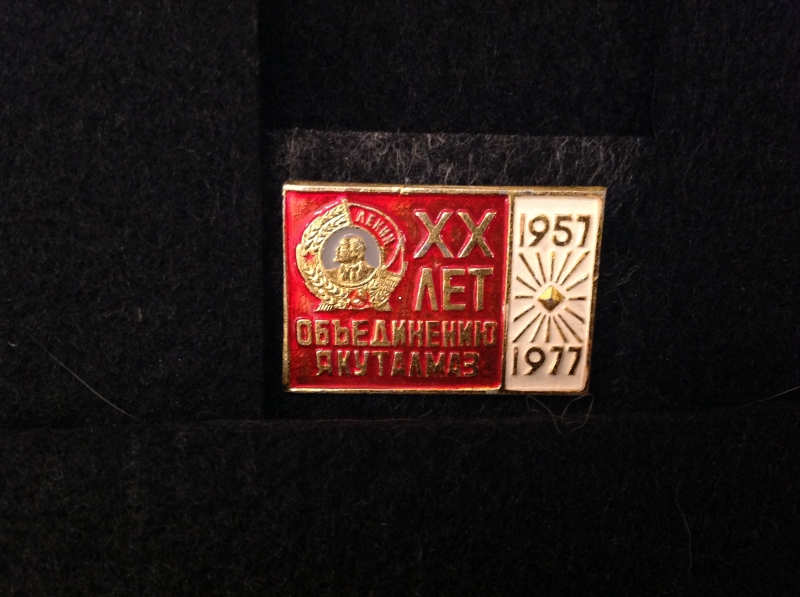 ЛЕНИН
XX
ЛЕТ
ОБЪЕДИНЕНИЮ
ЯКУТАЛМАЗ
1957
1977